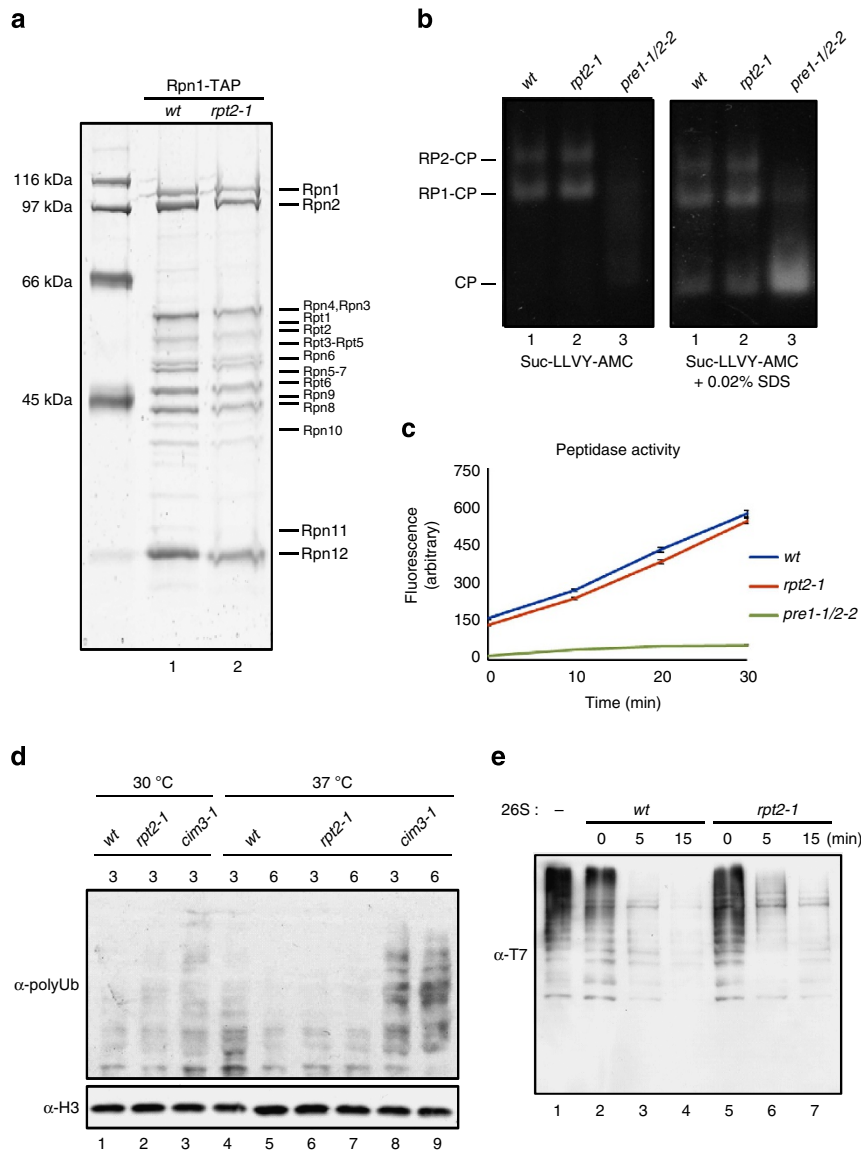 a
Rpn1-TAP
wt rpt2-1
116 kDa
97 kDa
66 kDa
45 kDa
Rpn1
Rpn2
Rpn4,Rpn3
Rpt1
Rpt2
Rpt3-Rpt5
Rpn6
Rpn5-7
Rpt6
Rpn9
Rpn8
Rpn10
Rpn11
Rpn12
1 2
b
wt rpt2-1 pre1-1/2-2 wt rpt2-1 pre1-1/2-2
RP2-CP
RP1-CP
CP
1 2 3 1 2 3
Suc-LLVY-AMC Suc-LLVY-AMC
+ 0.02% SDS
c
Peptidase activity
Fluorescence
(arbitrary)
750
600
450
300
150
0
0 10 20 30
Time (min)
wt
rpt2-1
pre1-1/2-2
d
30 °C 37 °C
wt rpt2-1 cim3-1 wt rpt2-1 cim3-1
3 3 3 3 6 3 6 3 6
α-polyUb
α-H3
1 2 3 4 5 6 7 8 9
e
26S : – wt rpt2-1
0 5 15 0 5 15 (min)
α-T7
1 2 3 4 5 6 7